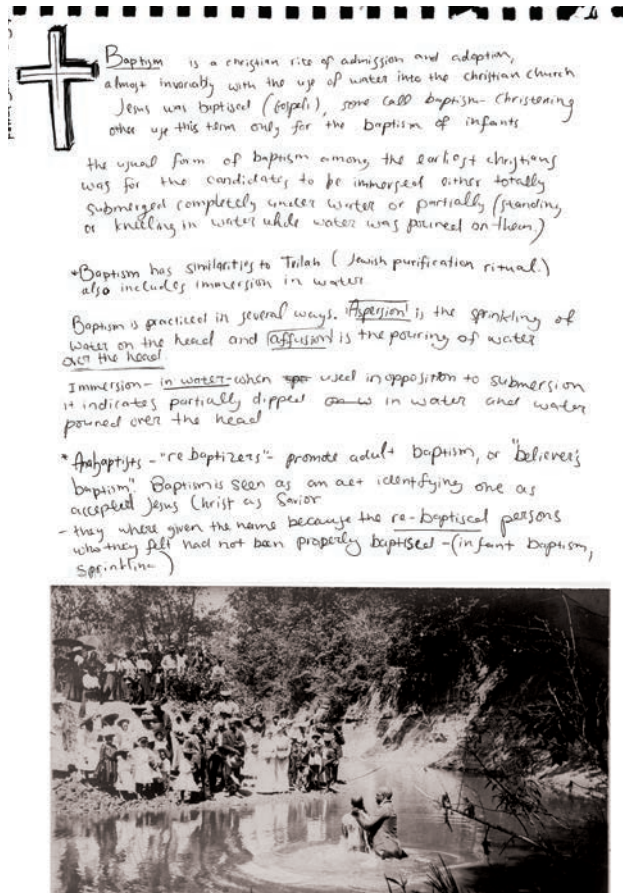 Baptism is a christian rite of admission and adoption,
almost invariably with the use of water into the christian church
Jesus was baptised (Gospels), some call baptism- Christening
other use this term only for the baptism of infants
the usual form of baptism among the earliest christians
was for the candidates to be immersed either totally
submerged completely under water or partially (standing
or kneeling in water while water was poured on them.)
*Baptism has similarities to Tvilah (Jewish purification ritual.)
also includes immersion in water
Baptism is practiced in several ways. Aspersion is the sprinkling of
water on the head and affusion is the pouring of water
over the head.
Immersion- in water- when used in opposition to submersion
it indicates partially dipped in water and water
poured over the head
* Anabaptists - "re baptizers"- promote adult baptism, or "believer's
baptism". Baptism is seen as an act identifying one as
accepted Jesus Christ as Savior
- they where given the name because the re-baptised persons
who they felt had not been properly baptised -(infant baptism,
sprinkling)